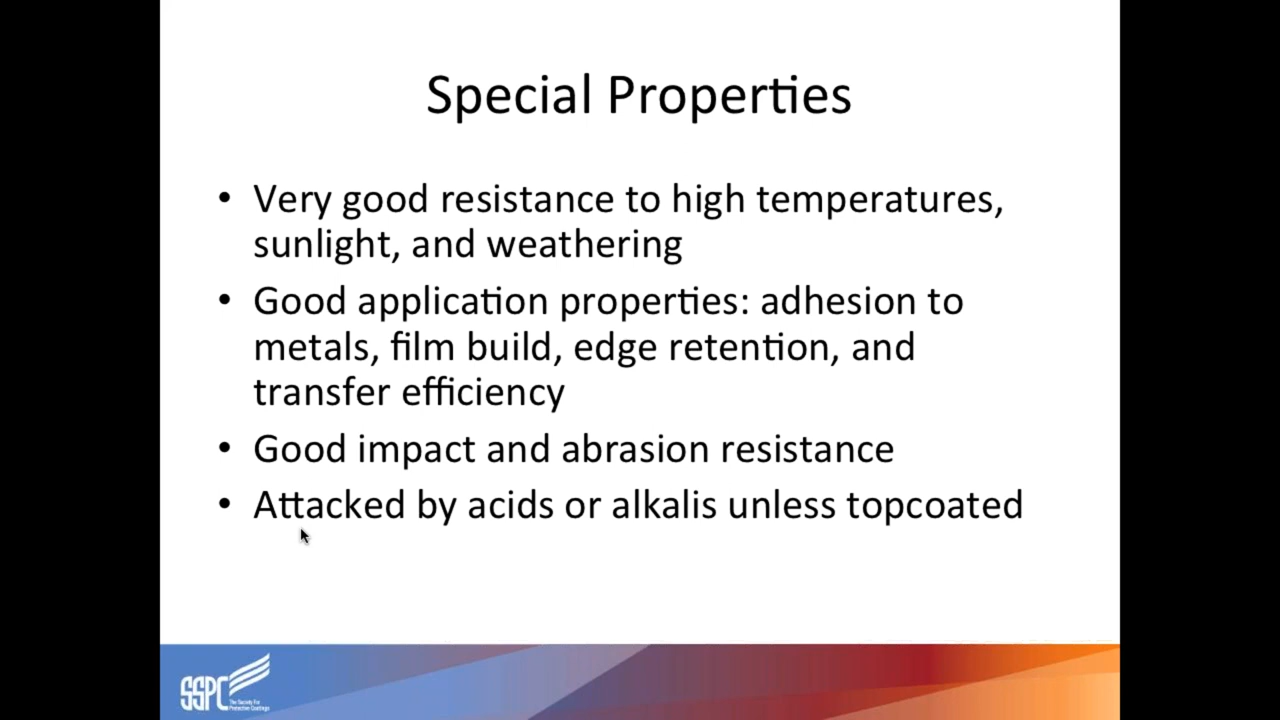 Special Properties
• Very good resistance to high temperatures,
sunlight, and weathering
• Good application properties: adhesion to
metals, film build, edge retention, and
transfer efficiency
• Good impact and abrasion resistance
• Attacked by acids or alkalis unless topcoated
SSPC
The Society For
Protective Coatings